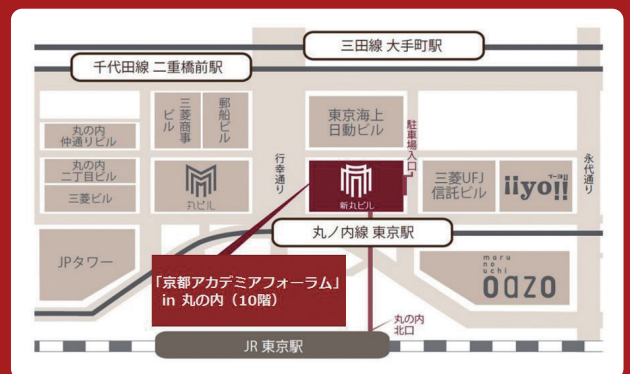 三田線 大手町駅
千代田線 二重橋前駅
三菱商事
ビル
郵船ビル
東京海上
日動ビル
丸の内
仲通りビル
駐車場入口
丸の内
二丁目ビル
三菱ビル
丸ビル
行幸通り
新丸ビル
三菱UFJ
信託ビル
イーヨ!!
iiyo!!
永代通り
丸ノ内線 東京駅
JPタワー
「京都アカデミアフォーラム」
in 丸の内（10階）
maru
no
uchi
oazo
丸の内
北口
JR 東京駅